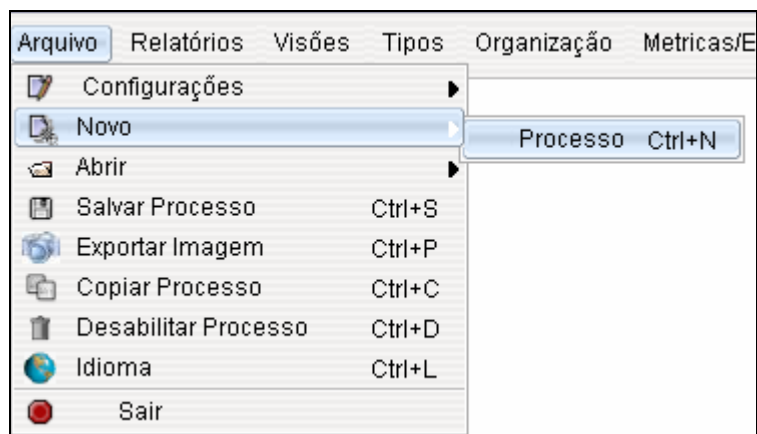 Arquivo Relatórios Visões Tipos Organização Metricas/E
Configurações
Novo
Processo Ctrl+N
Abrir
Salvar Processo Ctrl+S
Exportar Imagem Ctrl+P
Copiar Processo Ctrl+C
Desabilitar Processo Ctrl+D
Idioma Ctrl+L
Sair